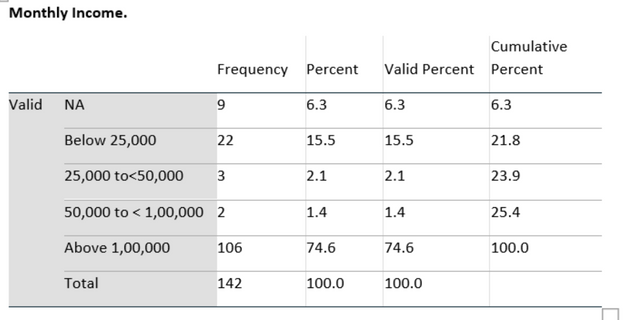 Monthly Income.
Cumulative
Frequency Percent Valid Percent Percent
Valid NA 9 6.3 6.3 6.3
Below 25,000 22 15.5 15.5 21.8
25,000 to<50,000 3 2.1 2.1 23.9
50,000 to < 1,00,000 2 1.4 1.4 25.4
Above 1,00,000 106 74.6 74.6 100.0
Total 142 100.0 100.0